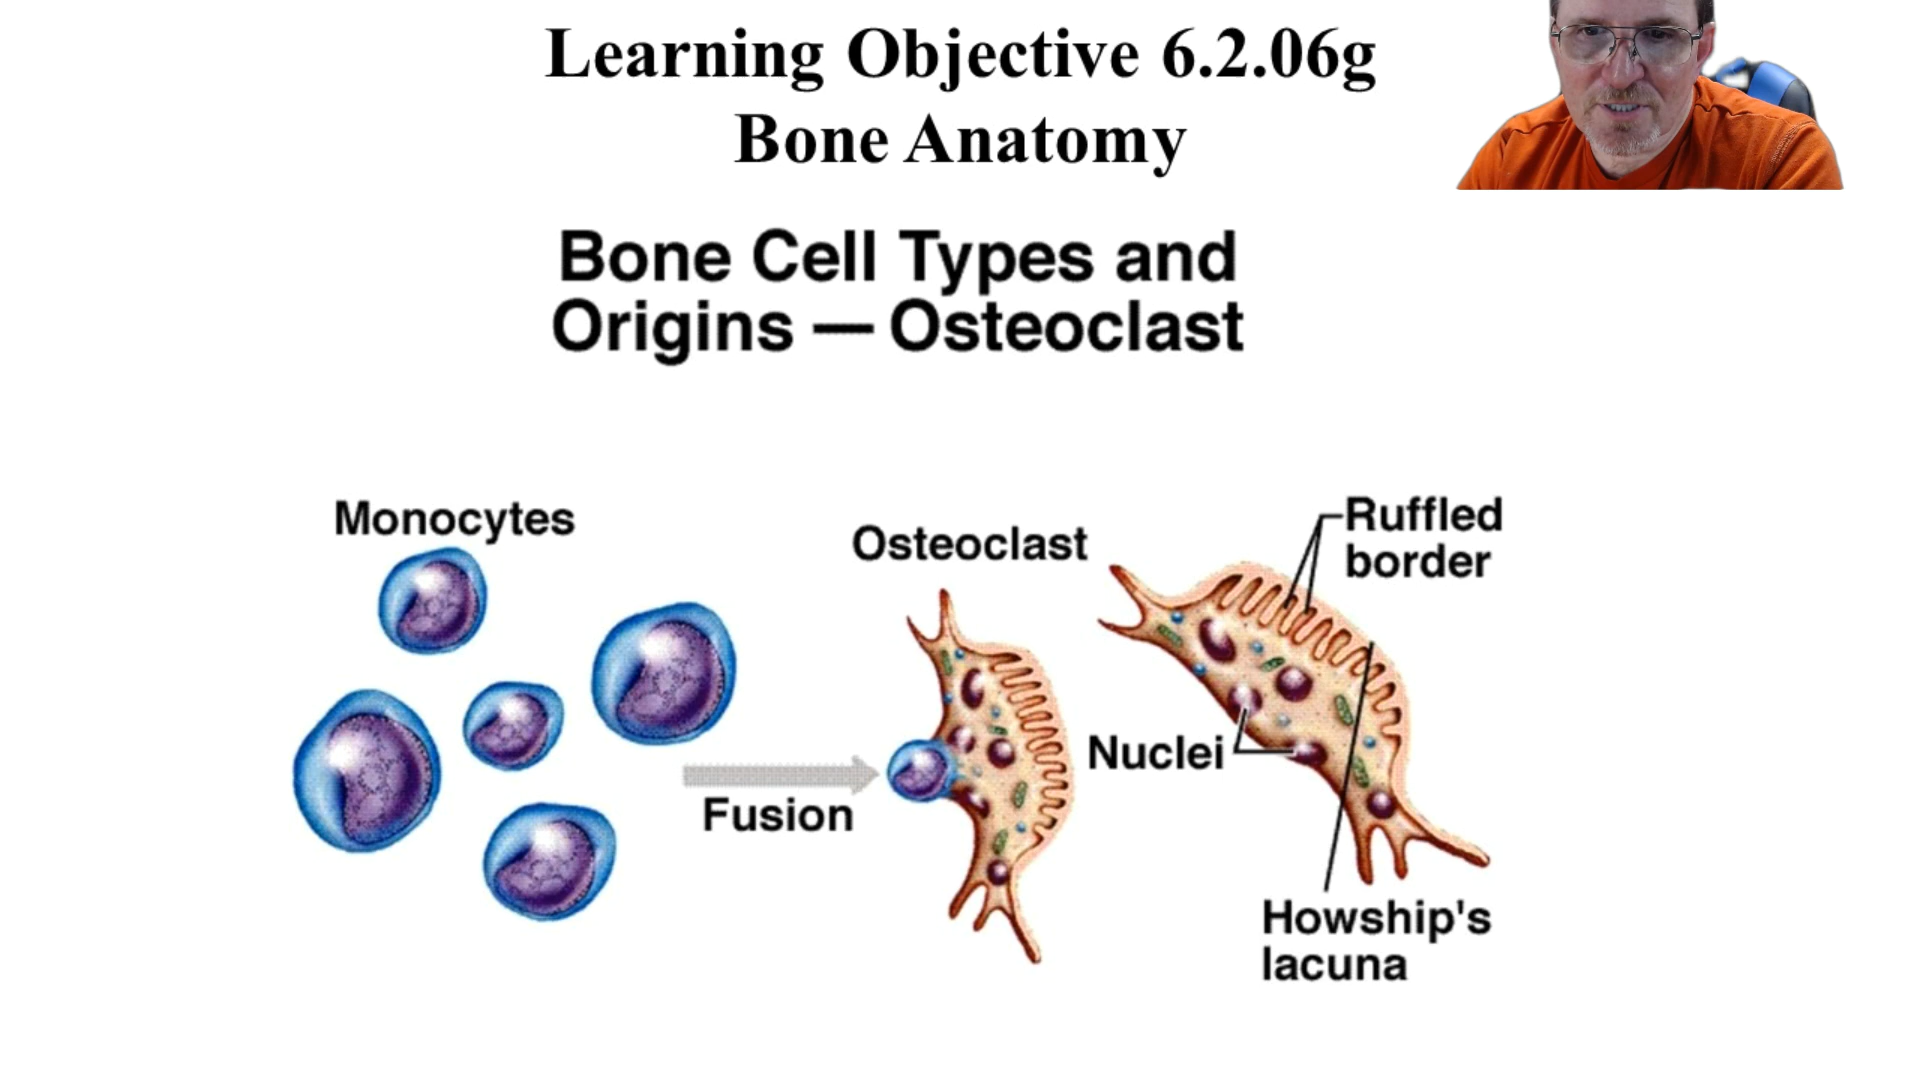 Learning Objective 6.2.06g
Bone Anatomy
Bone Cell Types and
Origins — Osteoclast
Monocytes
Osteoclast
Ruffled
border
Nuclei
Fusion
Howship's
lacuna